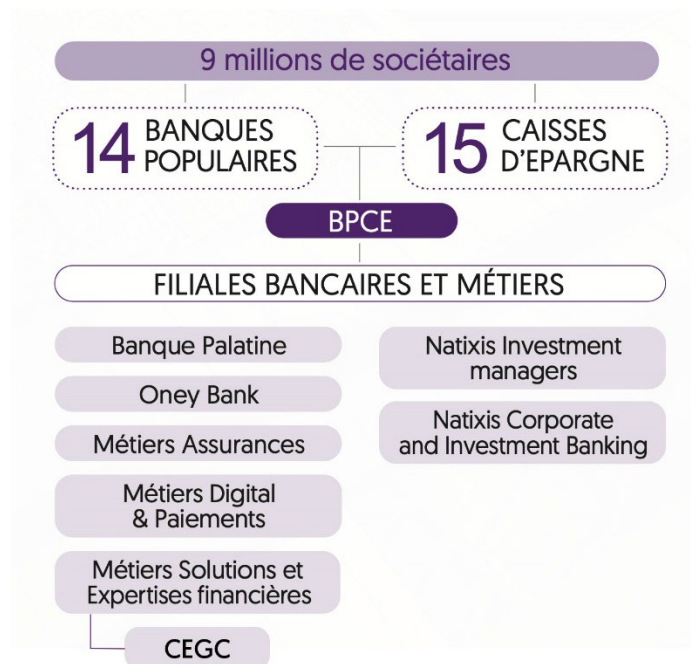 9 millions de sociétaires
14 BANQUES
POPULAIRES
15 CAISSES
D'EPARGNE
BPCE
FILIALES BANCAIRES ET MÉTIERS
Banque Palatine
Oney Bank
Métiers Assurances
Métiers Digital
& Paiements
Métiers Solutions et
Expertises financières
CEGC
Natixis Investment
managers
Natixis Corporate
and Investment Banking